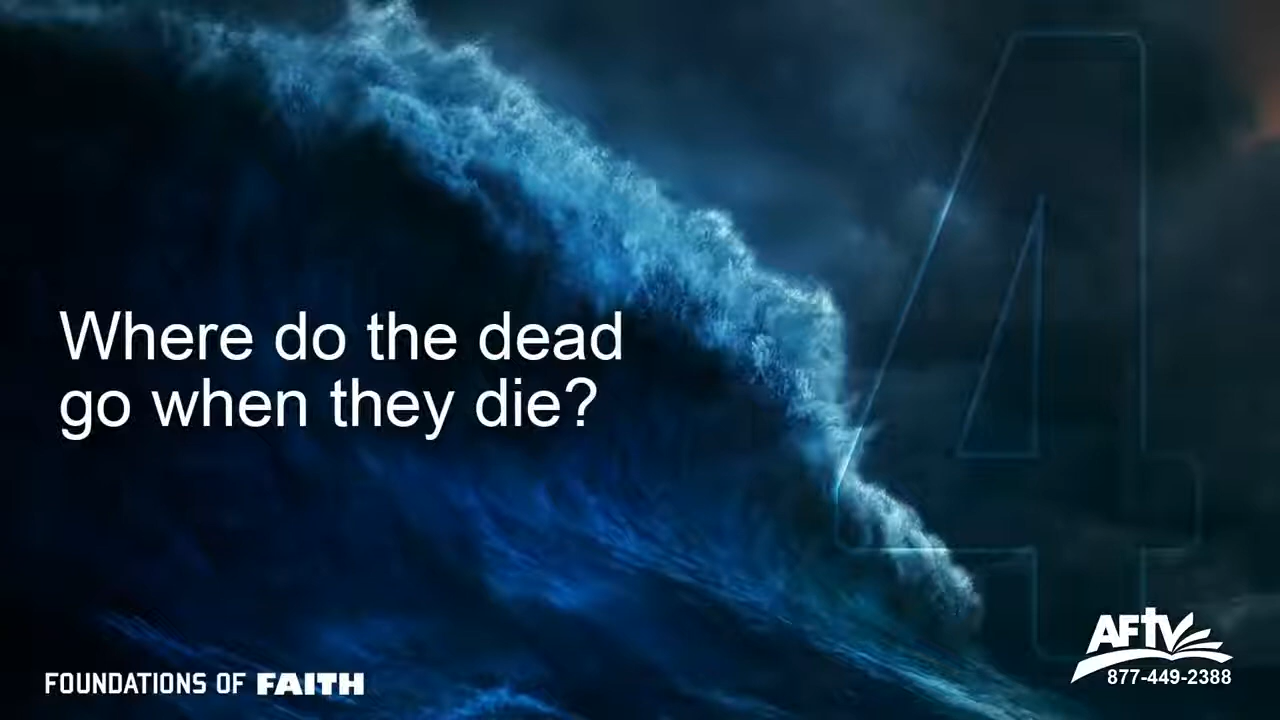 4
Where do the dead
go when they die?
FOUNDATIONS OF FAITH
AFtv
877-449-2388